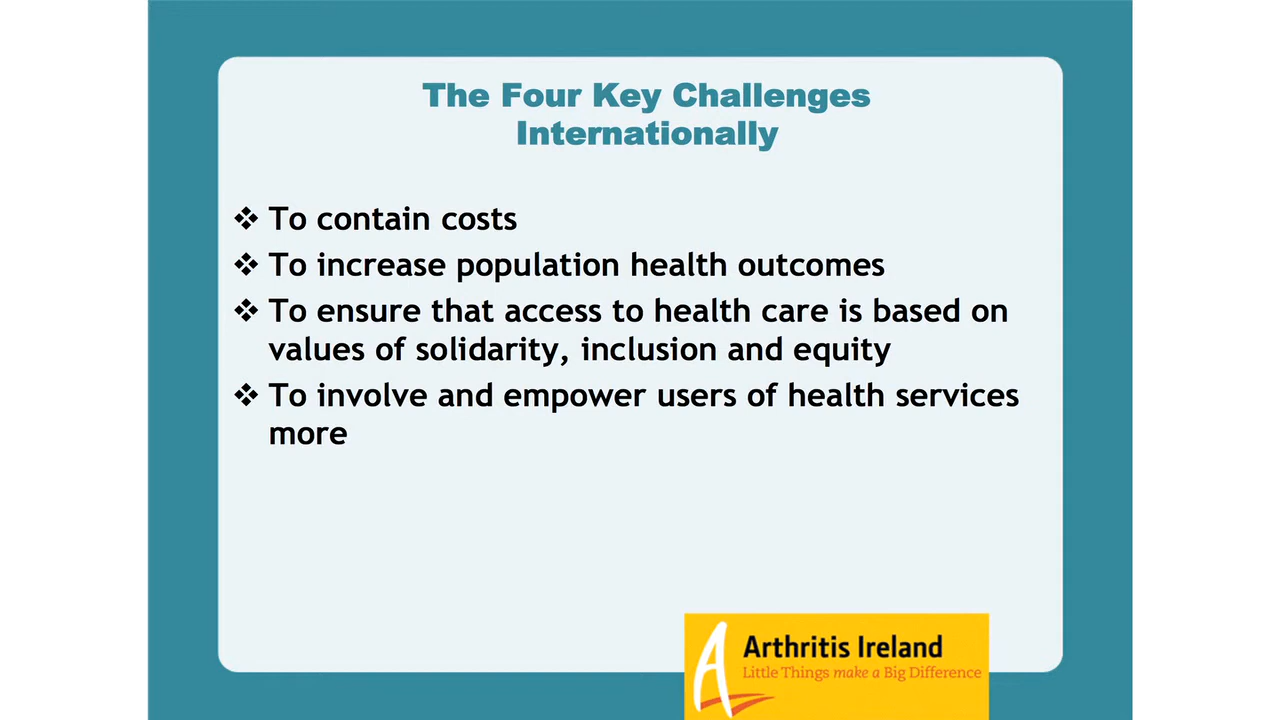 The Four Key Challenges
Internationally
❖ To contain costs
❖ To increase population health outcomes
❖ To ensure that access to health care is based on
values of solidarity, inclusion and equity
❖ To involve and empower users of health services
more
Arthritis Ireland
Little Things make a Big Difference